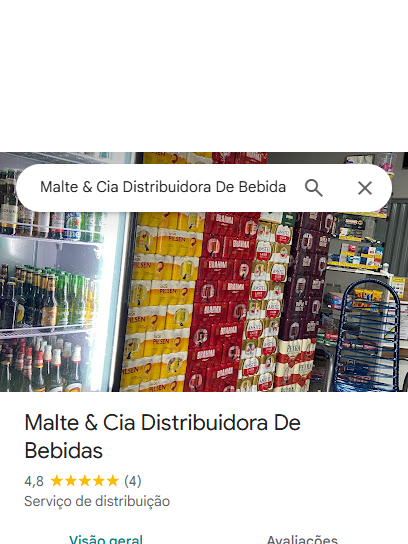 Malte & Cia Distribuidora De Bebida
PILSEN
BRAHMA
Malte & Cia Distribuidora De
Bebidas
4,8 (4)
Serviço de distribuição
Visão geral Avaliações